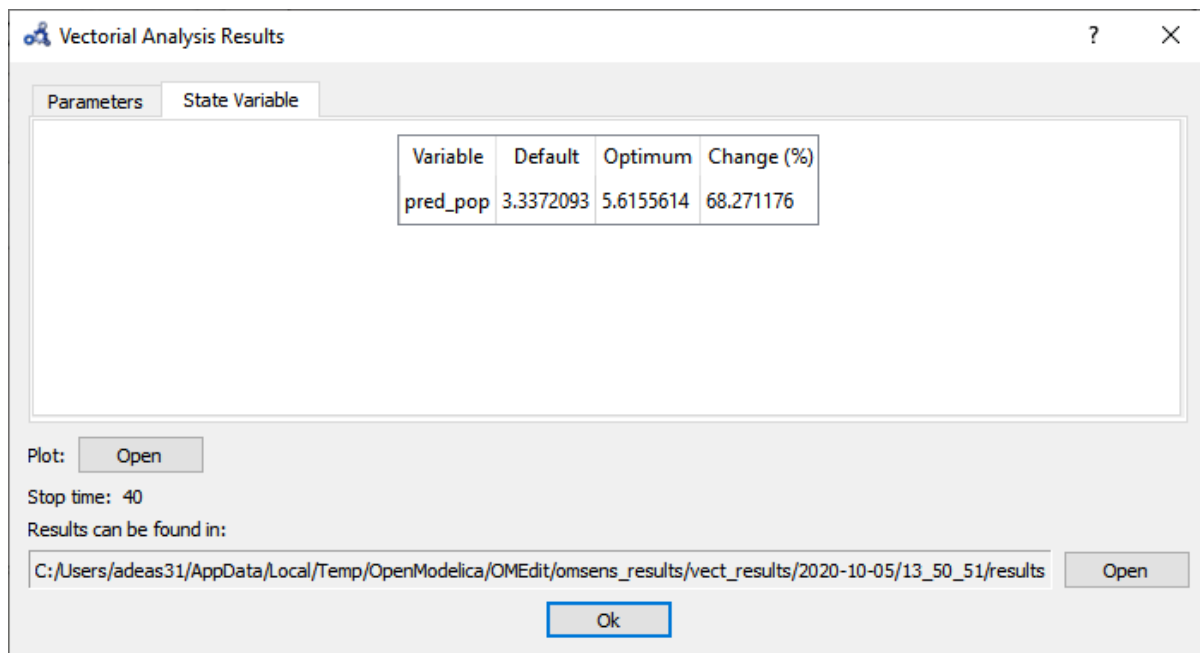 Vectorial Analysis Results ?
Parameters State Variable
Variable Default Optimum Change (%)
pred_pop 3.3372093 5.6155614 68.271176
Plot: Open
Stop time: 40
Results can be found in:
C:/Users/adeas31/AppData/Local/Temp/OpenModelica/OMEdit/omsens_results/vect_results/2020-10-05/13_50_51/results Open
Ok